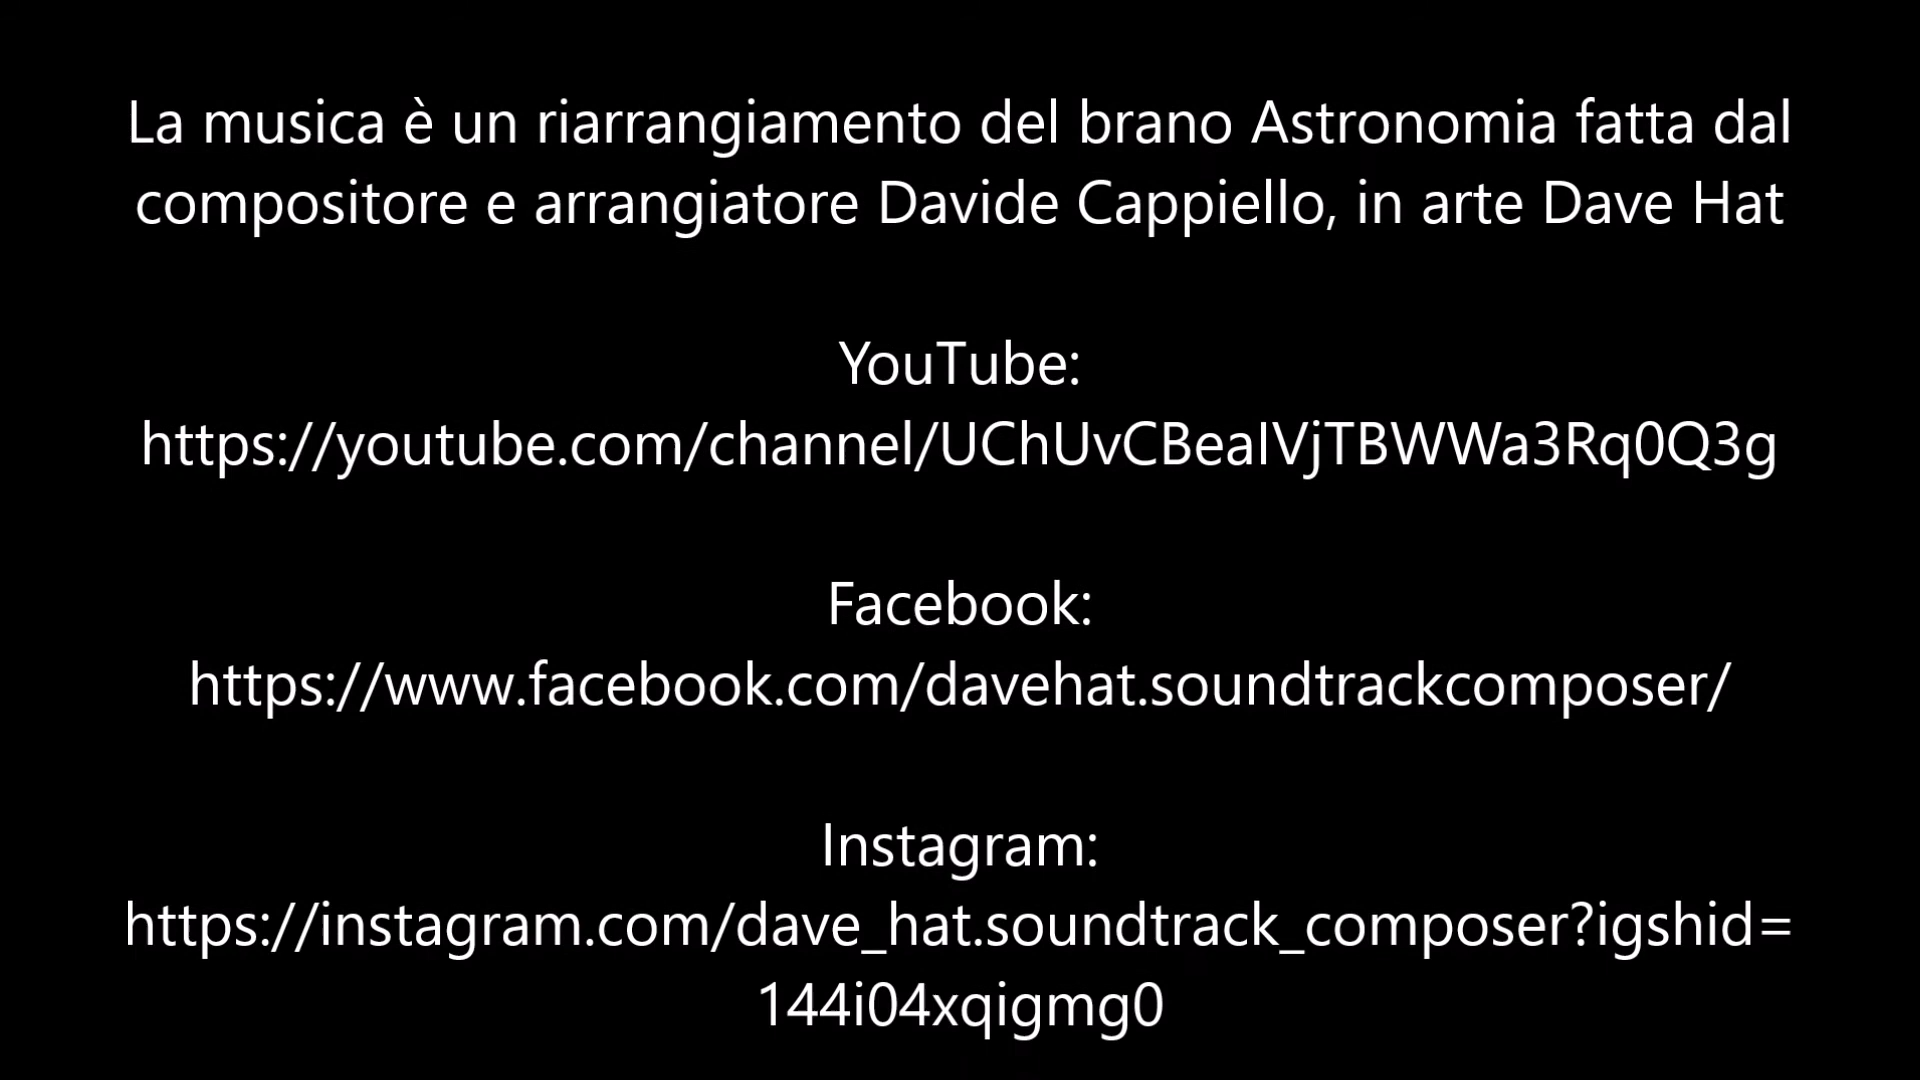 La musica è un riarrangiamento del brano Astronomia fatta dal
compositore e arrangiatore Davide Cappiello, in arte Dave Hat
YouTube:
https://youtube.com/channel/UChUvCBeaIVjTBWWa3Rq0Q3g
Facebook:
https://www.facebook.com/davehat.soundtrackcomposer/
Instagram:
https://instagram.com/dave_hat.soundtrack_composer?igshid=
144i04xqigmg0